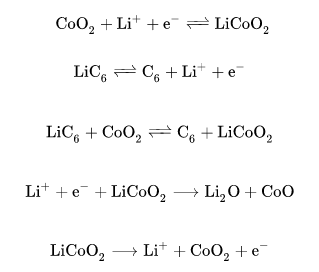 CoO₂ + Li⁺ + e⁻ ⇌ LiCoO₂
LiC₆ ⇌ C₆ + Li⁺ + e⁻
LiC₆ + CoO₂ ⇌ C₆ + LiCoO₂
Li⁺ + e⁻ + LiCoO₂ ⟶ Li₂O + CoO
LiCoO₂ ⟶ Li⁺ + CoO₂ + e⁻